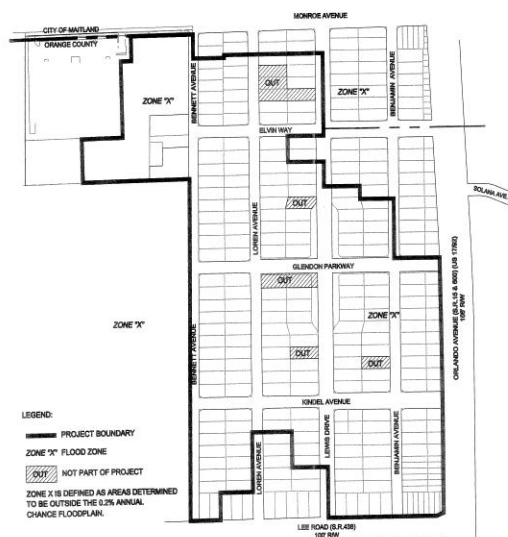 MONROE AVENUE
CITY OF MAITLAND
ORANGE COUNTY
ZONE "X"
BENNETT AVENUE
OUT
ZONE "X"
BENJAMIN AVENUE
ELVIN WAY
SOLANA AVE.
LOREN AVENUE
OUT
GLENDON PARKWAY
OUT
ORLANDO AVENUE (S.R.15 & 600) (US 17/92)
100' R/W
ZONE "X"
ZONE "X"
BENNETT AVENUE
OUT
OUT
KINDEL AVENUE
LEGEND:
PROJECT BOUNDARY
ZONE "X" FLOOD ZONE
OUT NOT PART OF PROJECT
ZONE X IS DEFINED AS AREAS DETERMINED
TO BE OUTSIDE THE 0.2% ANNUAL
CHANCE FLOODPLAIN.
LOREN AVENUE
LEWIS DRIVE
BENJAMIN AVENUE
LEE ROAD (S.R.438)
100' R/W